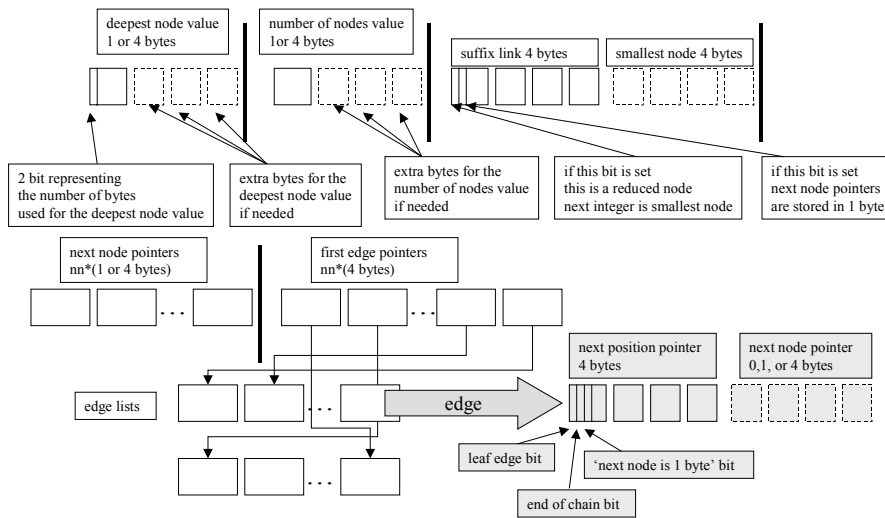 deepest node value
1 or 4 bytes
number of nodes value
1or 4 bytes
suffix link 4 bytes
smallest node 4 bytes
2 bit representing
the number of bytes
used for the deepest node value
extra bytes for the
deepest node value
if needed
extra bytes for the
number of nodes value
if needed
if this bit is set
this is a reduced node
next integer is smallest node
if this bit is set
next node pointers
are stored in 1 byte
next node pointers
nn*(1 or 4 bytes)
first edge pointers
nn*(4 bytes)
...
...
next position pointer
4 bytes
next node pointer
0,1, or 4 bytes
edge lists
...
edge
leaf edge bit
'next node is 1 byte' bit
...
end of chain bit